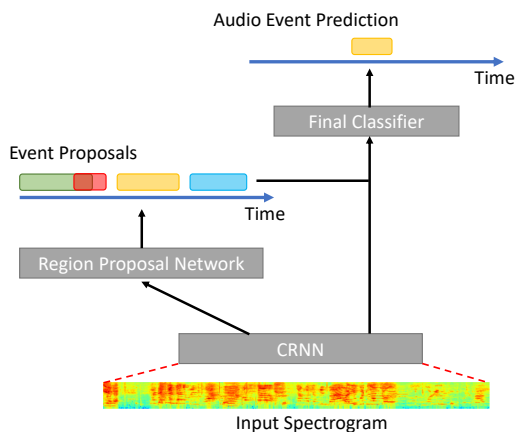 Audio Event Prediction
Time
Final Classifier
Event Proposals
Time
Region Proposal Network
CRNN
Input Spectrogram